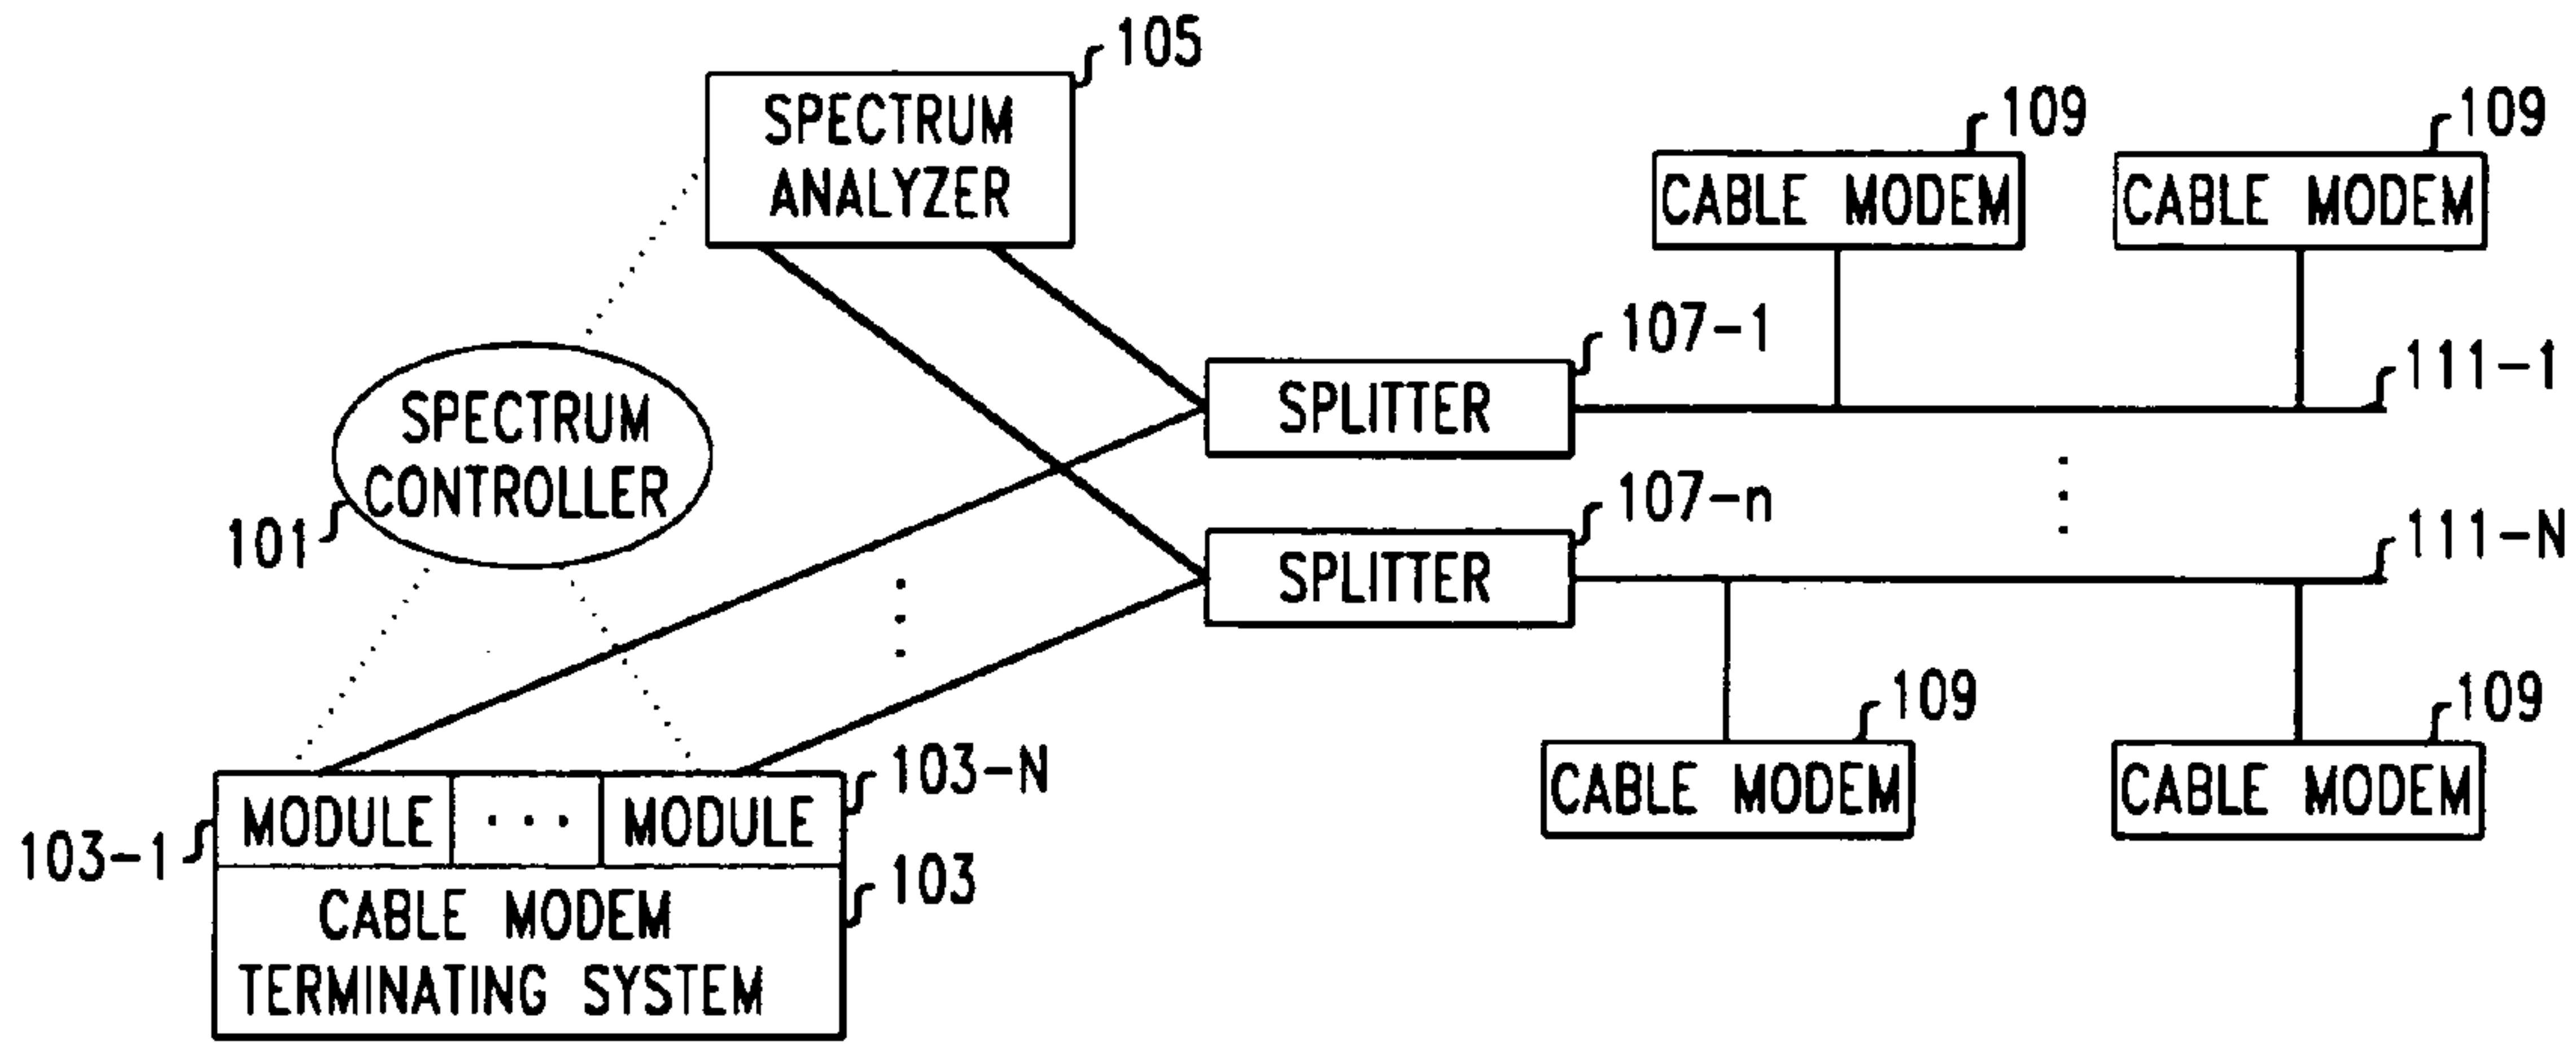 105
SPECTRUM
ANALYZER
109
CABLE MODEM
109
CABLE MODEM
107-1
SPLITTER
111-1
SPECTRUM
CONTROLLER
101
107-n
SPLITTER
111-N
109
CABLE MODEM
109
CABLE MODEM
103-N
MODULE
...
MODULE
103-1
103
CABLE MODEM
TERMINATING SYSTEM